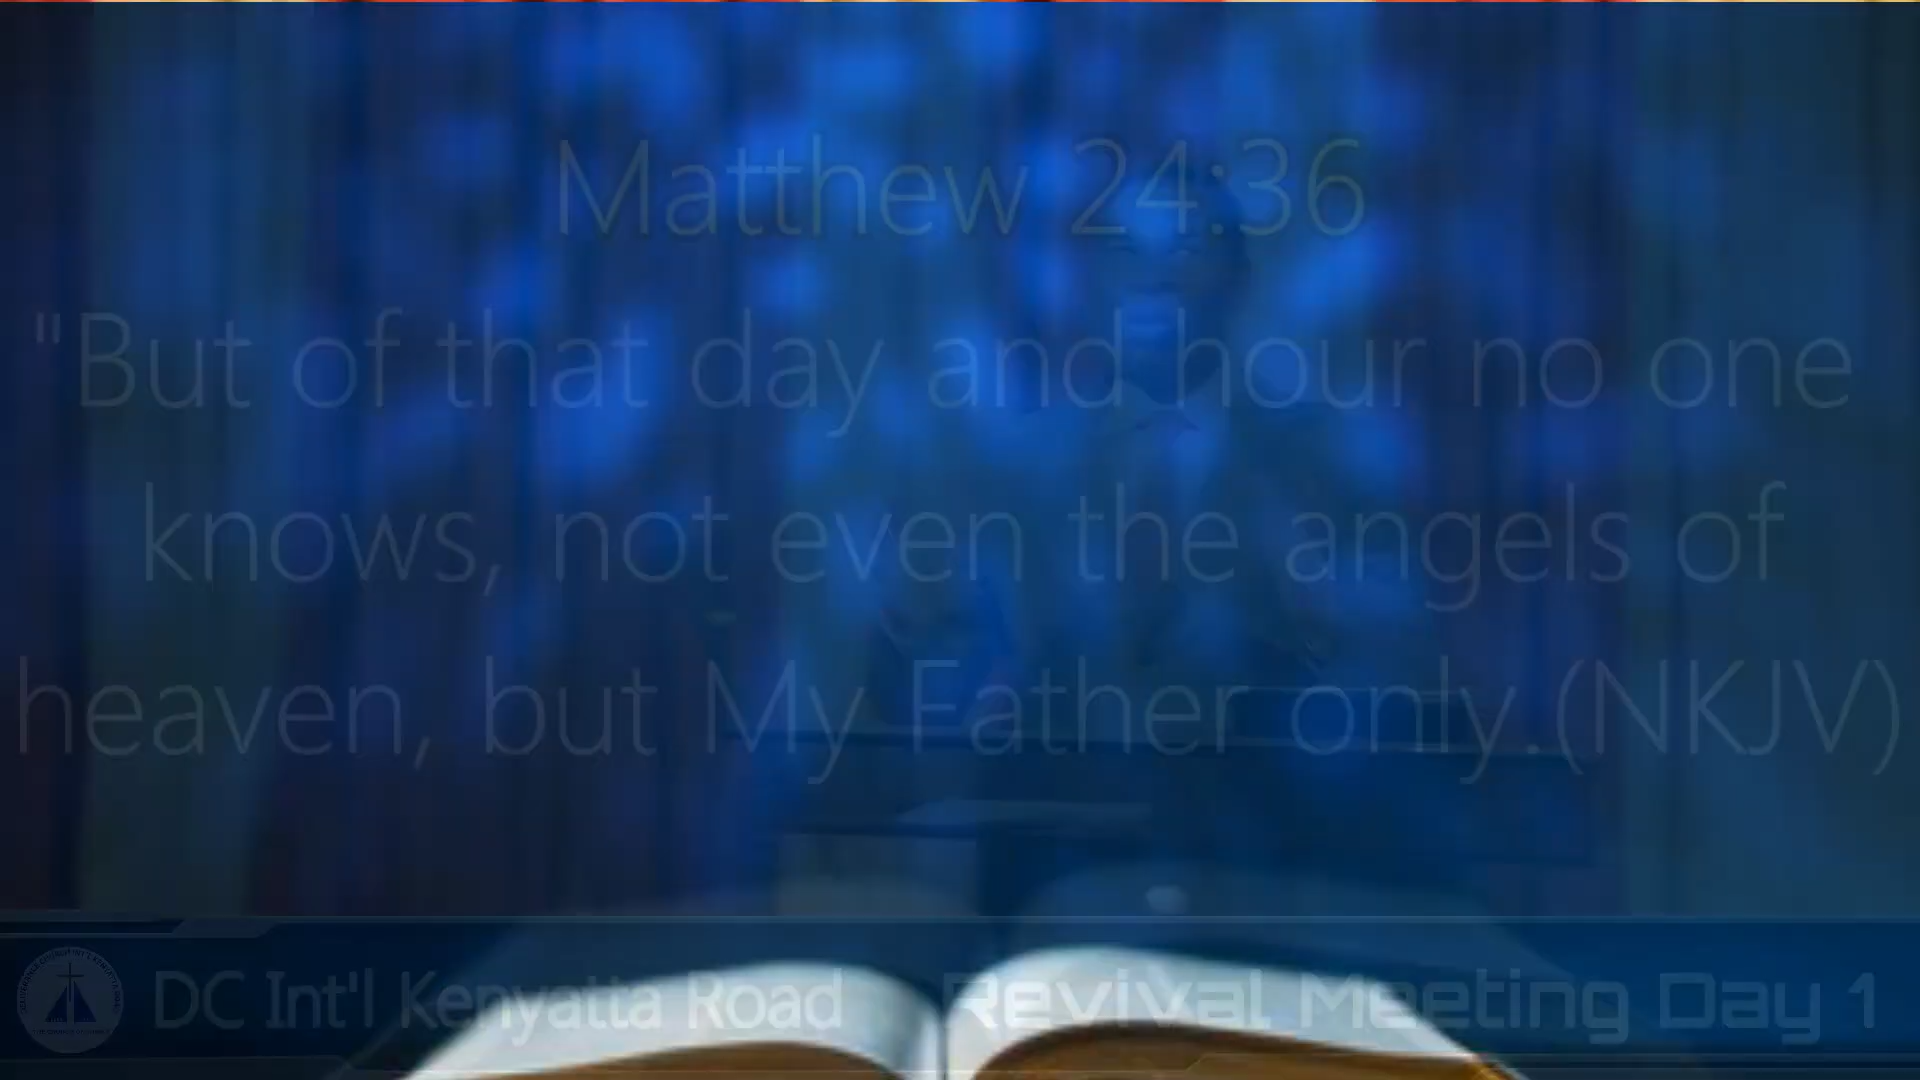 Matthew 24:36
"But of that day and hour no one
knows, not even the angels of
heaven, but My Father only.(NKJV)
DC Int'l Kenyatta Road
Revival Meeting Day 1